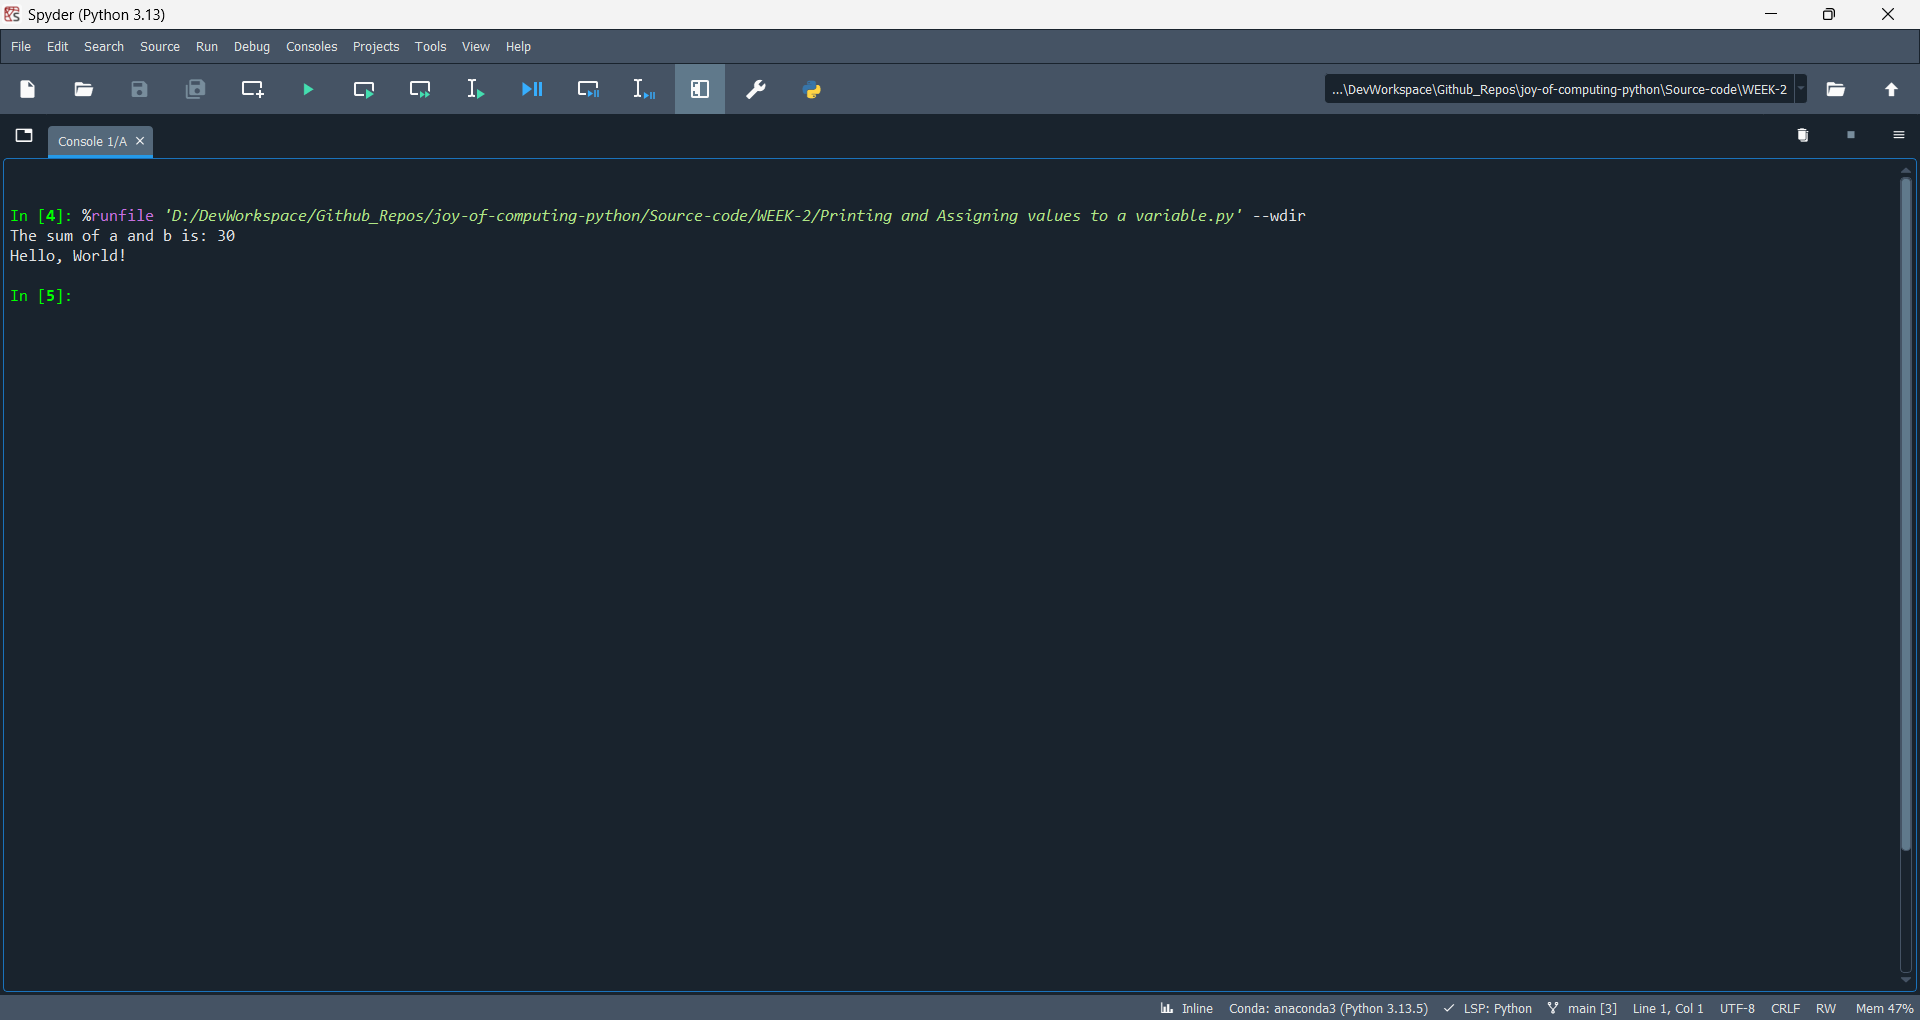 Spyder (Python 3.13)
File Edit Search Source Run Debug Consoles Projects Tools View Help
...\DevWorkspace\Github_Repos\joy-of-computing-python\Source-code\WEEK-2
Console 1/A
In [4]: %runfile 'D:/DevWorkspace/Github_Repos/joy-of-computing-python/Source-code/WEEK-2/Printing and Assigning values to a variable.py' --wdir
The sum of a and b is: 30
Hello, World!
In [5]:
Inline Conda: anaconda3 (Python 3.13.5) LSP: Python main [3] Line 1, Col 1 UTF-8 CRLF RW Mem 47%